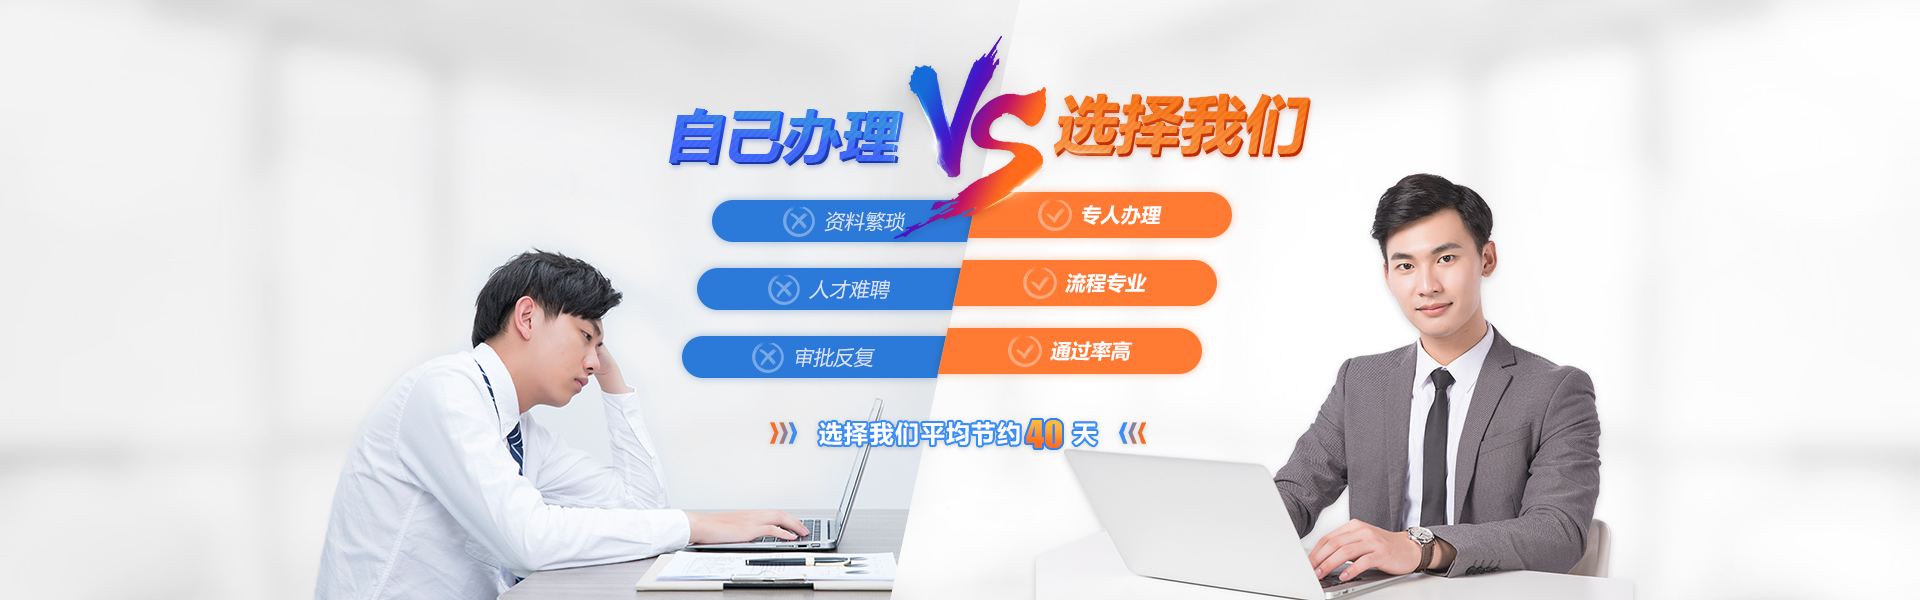 自己办理 VS 选择我们
资料繁琐 专人办理
人才难聘 流程专业
审批反复 通过率高
选择我们平均节约40天